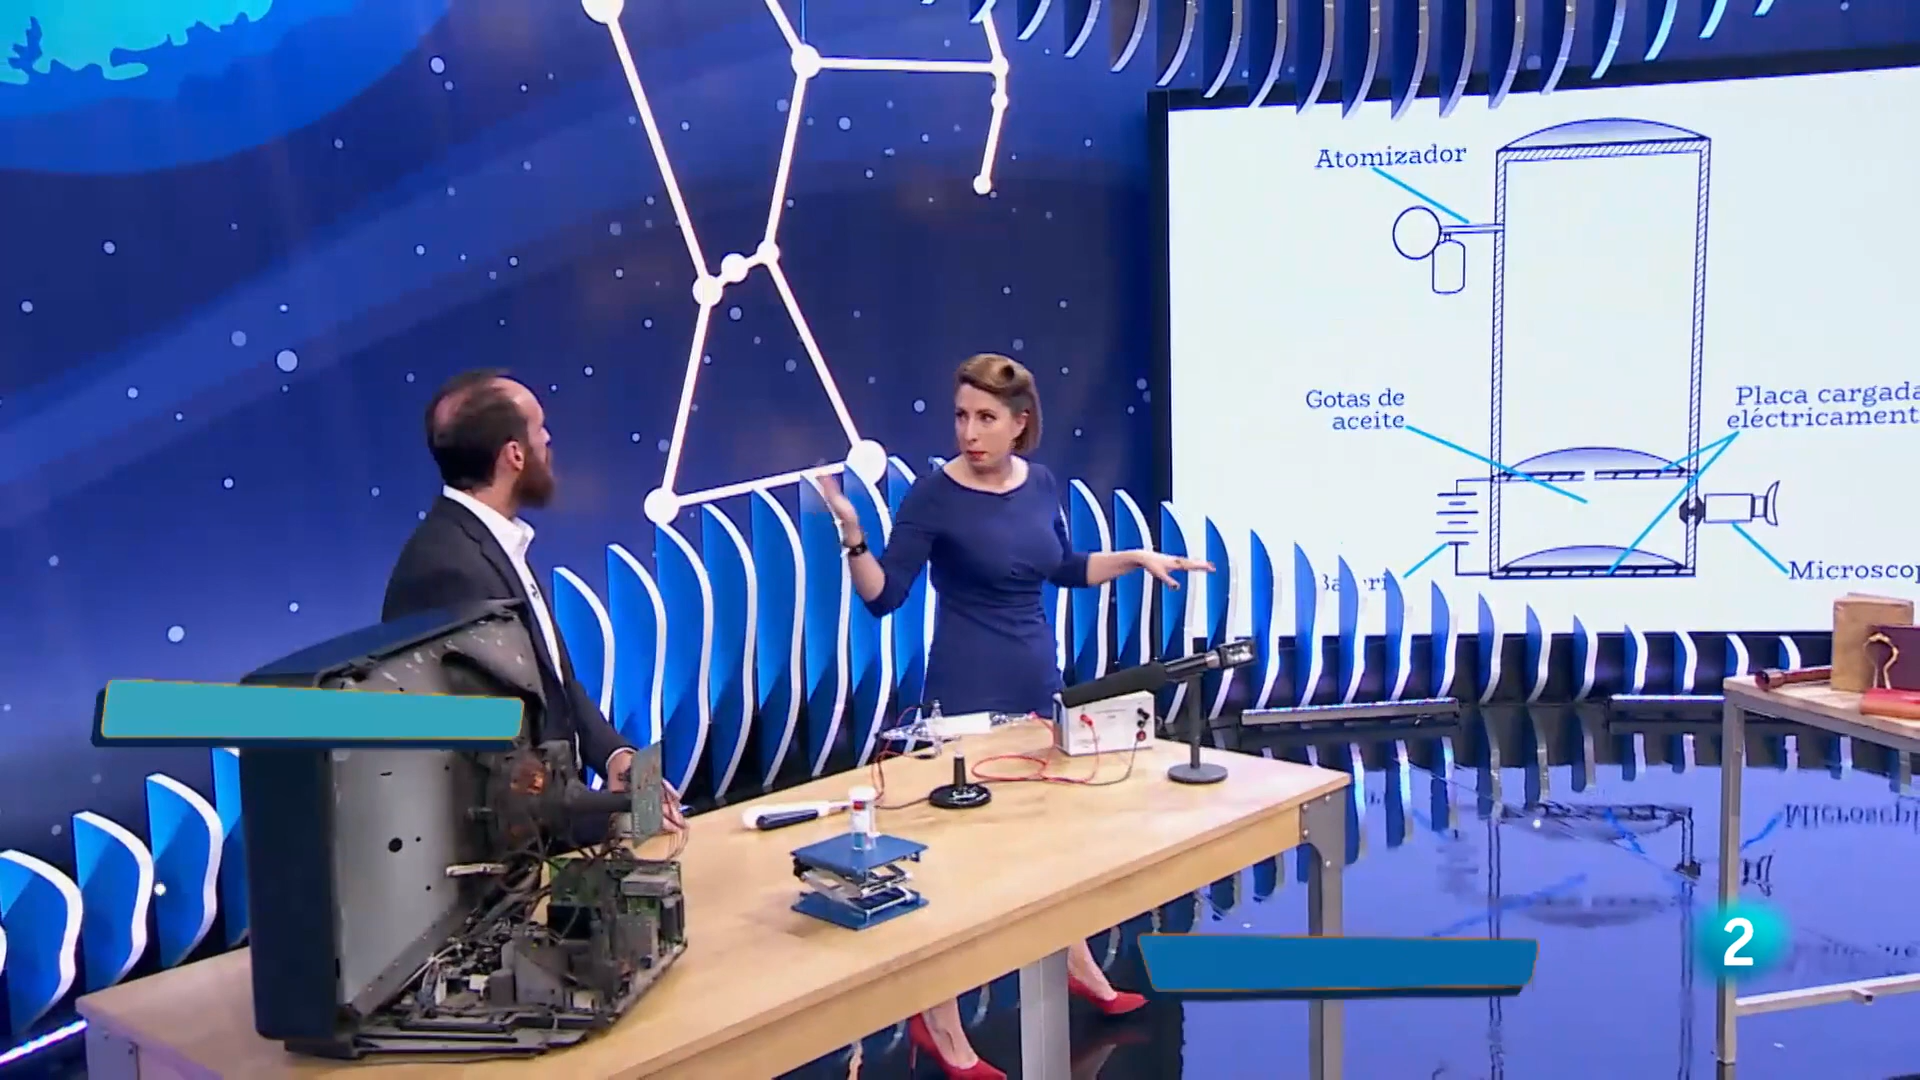 Atomizador
Gotas de
aceite
Placa cargada
eléctricament
Microscop
2